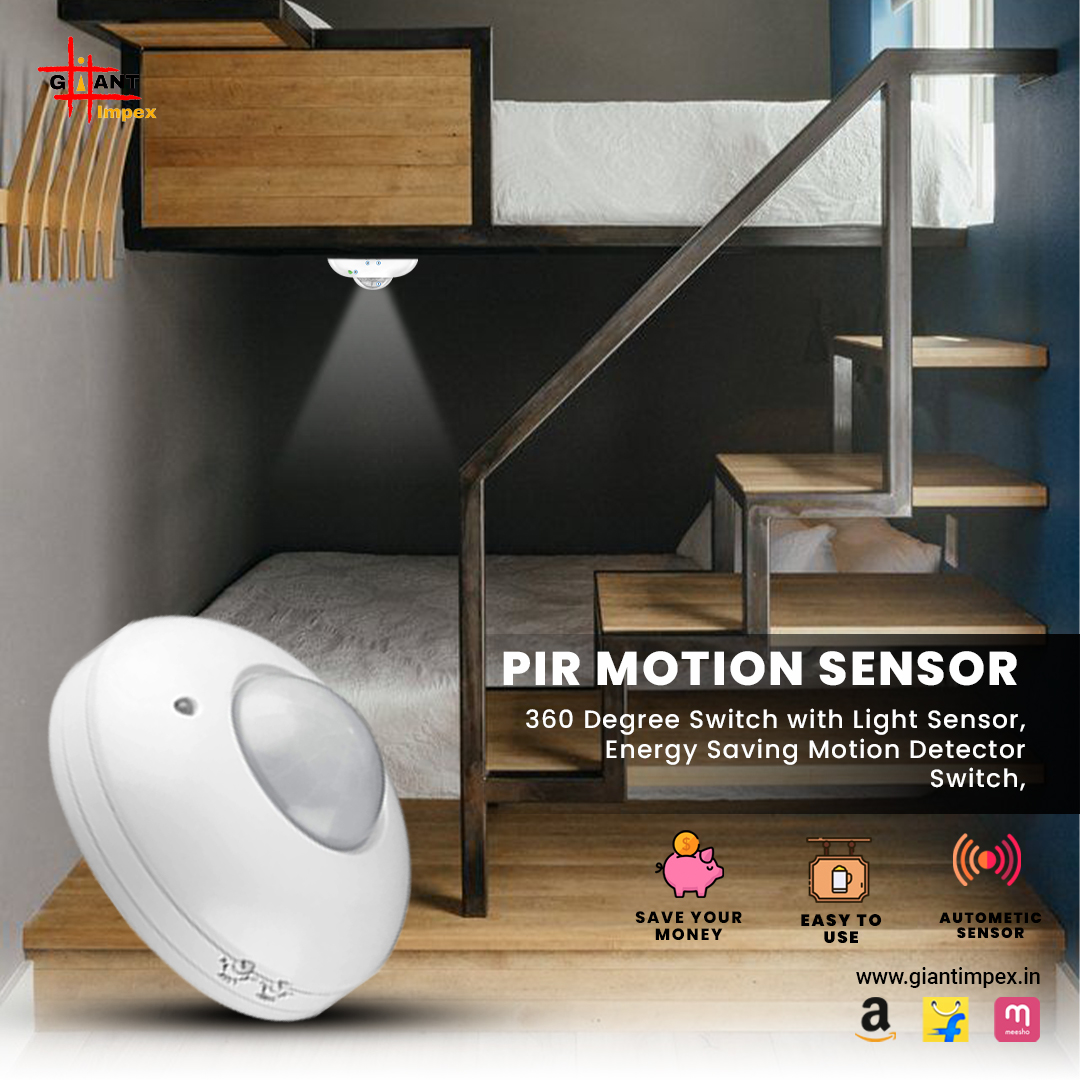 GIANT
Impex
PIR MOTION SENSOR
360 Degree Switch with Light Sensor,
Energy Saving Motion Detector
Switch,
SAVE YOUR
MONEY
EASY TO
USE
AUTOMETIC
SENSOR
www.giantimpex.in
a
f
m
meesho